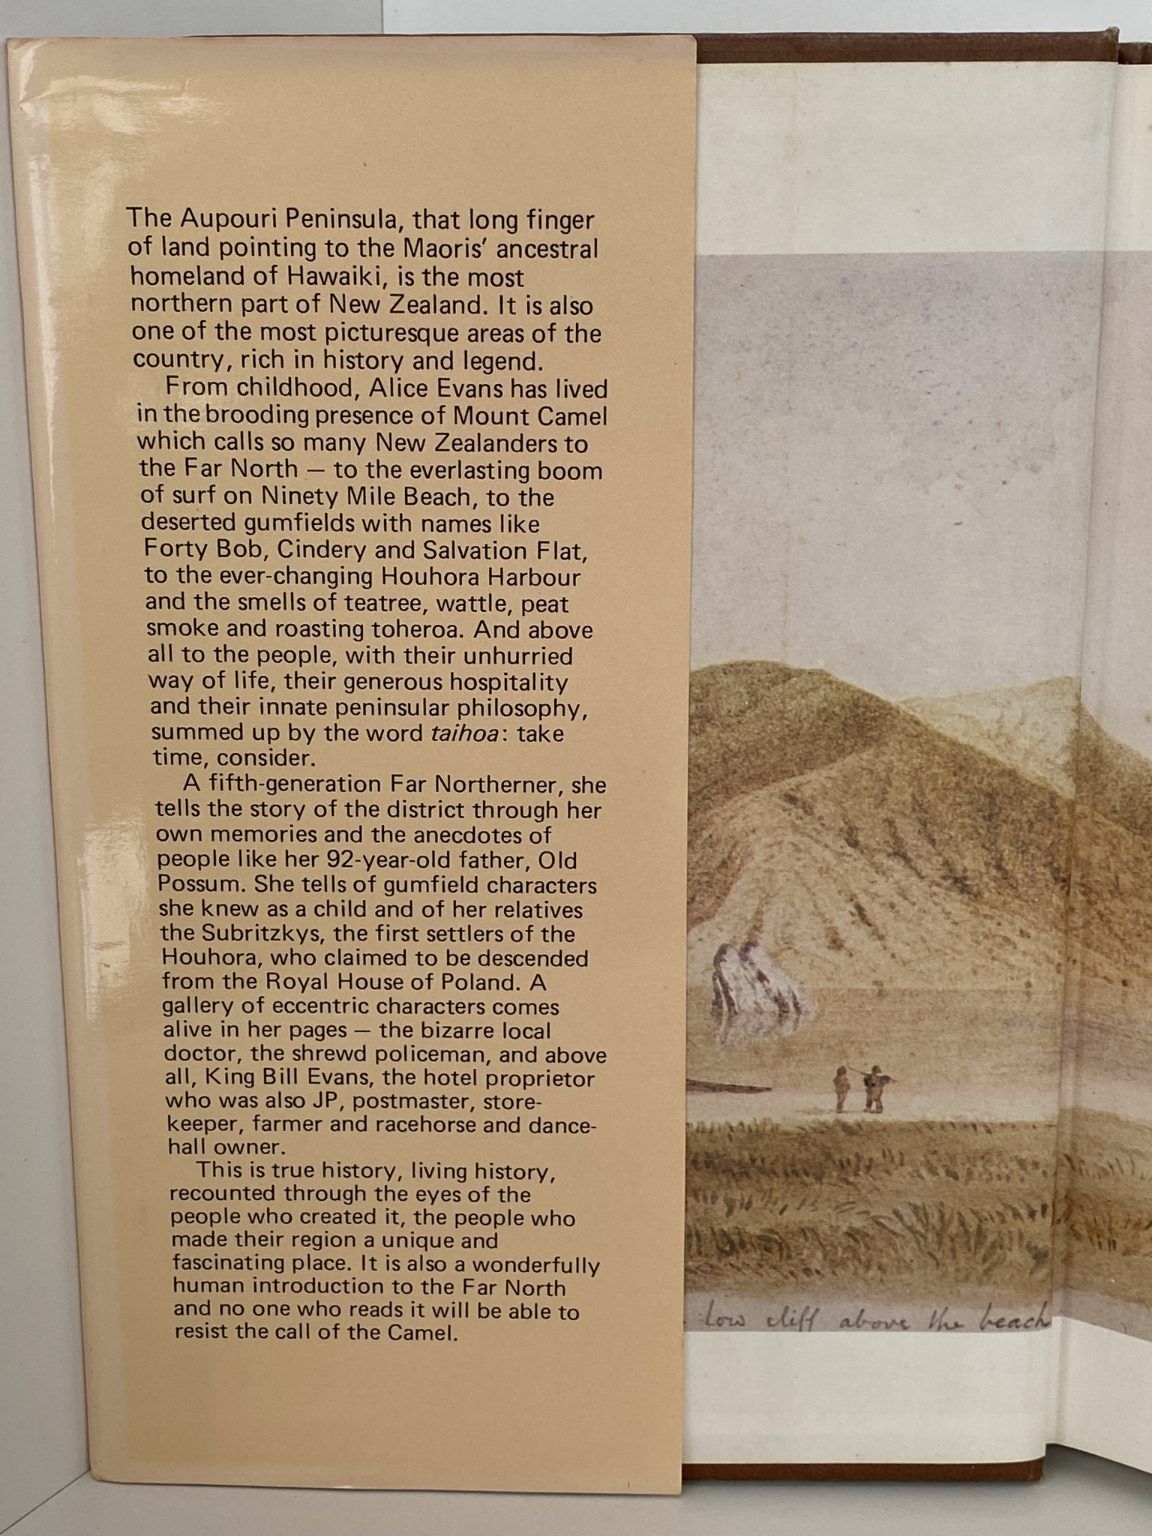 The Aupouri Peninsula, that long finger
of land pointing to the Maoris’ ancestral
homeland of Hawaiki, is the most
northern part of New Zealand. It is also
one of the most picturesque areas of the
country, rich in history and legend.
From childhood, Alice Evans has lived
in the brooding presence of Mount Camel
which calls so many New Zealanders to
the Far North — to the everlasting boom
of surf on Ninety Mile Beach, to the
deserted gumfields with names like
Forty Bob, Cindery and Salvation Flat,
to the ever-changing Houhora Harbour
and the smells of teatree, wattle, peat
smoke and roasting toheroa. And above
all to the people, with their unhurried
way of life, their generous hospitality
and their innate peninsular philosophy,
summed up by the word taihoa: take
time, consider.
A fifth-generation Far Northerner, she
tells the story of the district through her
own memories and the anecdotes of
people like her 92-year-old father, Old
Possum. She tells of gumfield characters
she knew as a child and of her relatives
the Subritzkys, the first settlers of the
Houhora, who claimed to be descended
from the Royal House of Poland. A
gallery of eccentric characters comes
alive in her pages — the bizarre local
doctor, the shrewd policeman, and above
all, King Bill Evans, the hotel proprietor
who was also JP, postmaster, store-
keeper, farmer and racehorse and dance-
hall owner.
This is true history, living history,
recounted through the eyes of the
people who created it, the people who
made their region a unique and
fascinating place. It is also a wonderfully
human introduction to the Far North
and no one who reads it will be able to
resist the call of the Camel.
low cliff above the beach